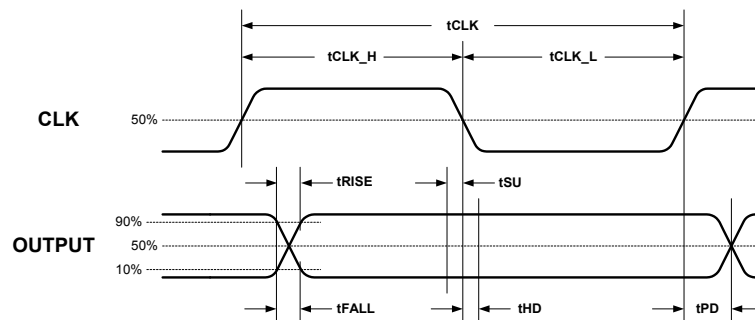 tCLK
tCLK_H tCLK_L
CLK
50%
tRISE tSU
90%
OUTPUT
50%
10%
tFALL tHD tPD